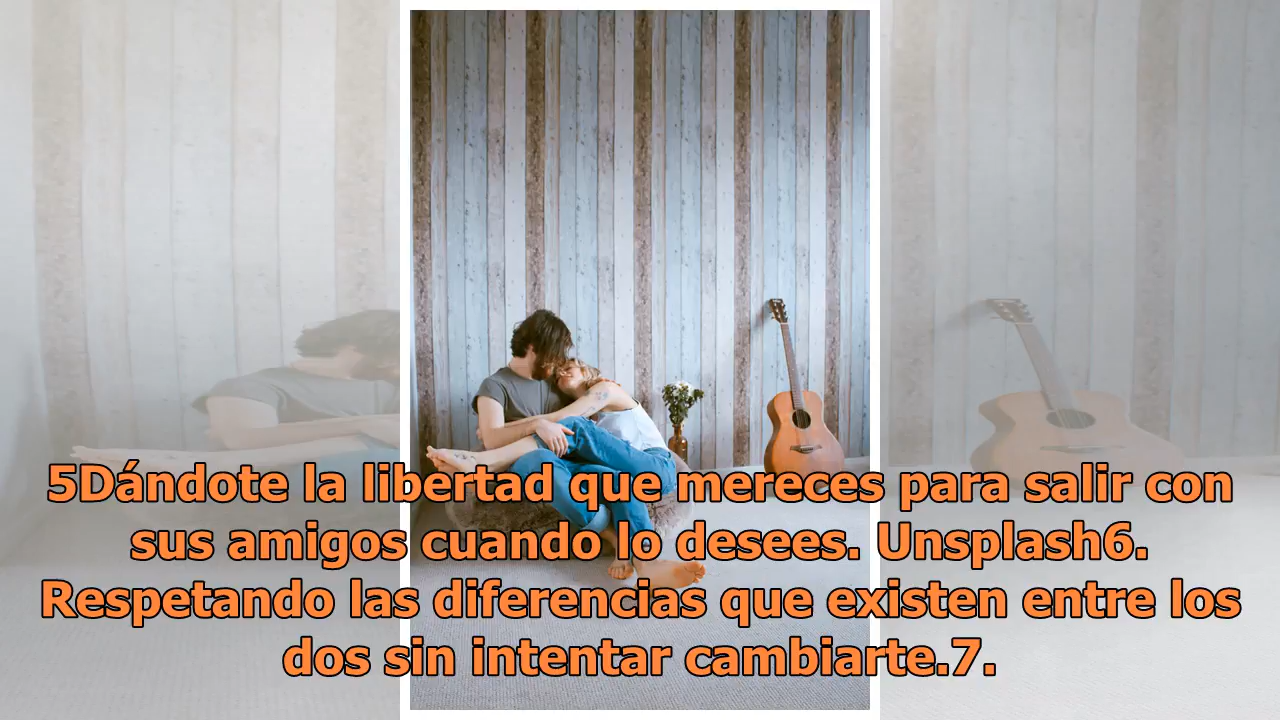 5Dándote la libertad que mereces para salir con
sus amigos cuando lo desees. Unsplash6.
Respetando las diferencias que existen entre los
dos sin intentar cambiarte.7.